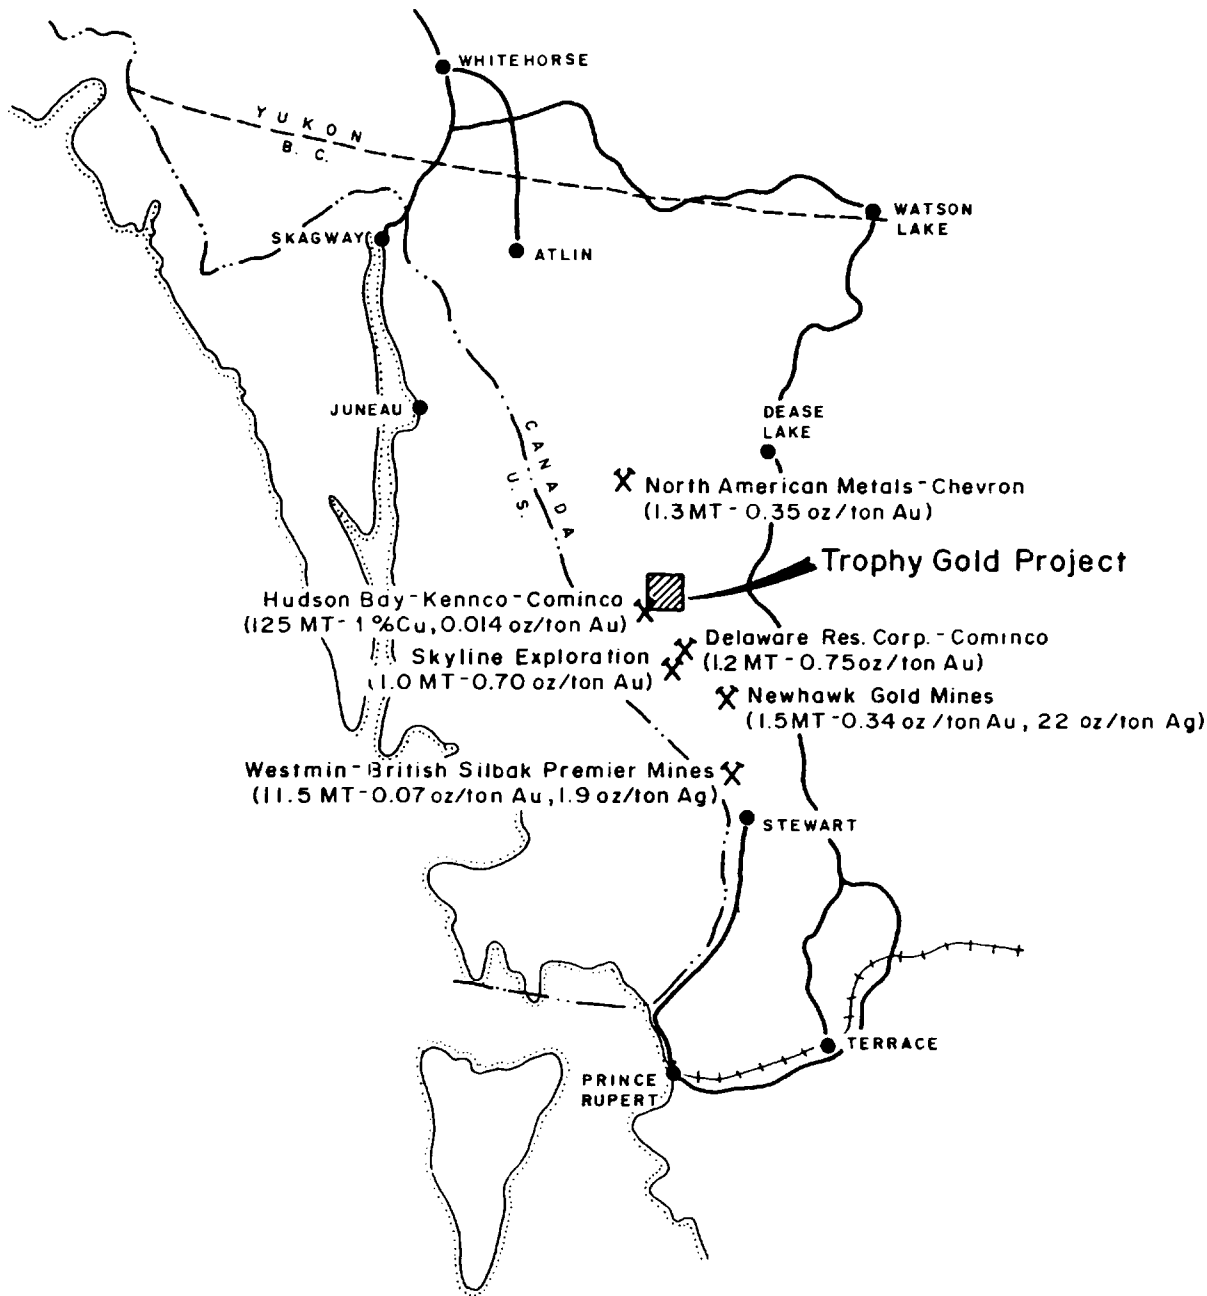 WHITEHORSE
YUKON
B. C.
WATSON
LAKE
SKAGWAY
ATLIN
JUNEAU
DEASE
LAKE
CANADA
U. S.
North American Metals-Chevron
(1.3 MT-0.35 oz/ton Au)
Trophy Gold Project
Hudson Bay-Kennco-Cominco
(125 MT-1%Cu, 0.014 oz/ton Au)
Delaware Res. Corp.-Cominco
(1.2 MT-0.75 oz/ton Au)
Skyline Exploration
(1.0 MT-0.70 oz/ton Au)
Newhawk Gold Mines
(1.5 MT-0.34 oz/ton Au, 22 oz/ton Ag)
Westmin-British Silbak Premier Mines
(11.5 MT-0.07 oz/ton Au, 1.9 oz/ton Ag)
STEWART
TERRACE
PRINCE
RUPERT